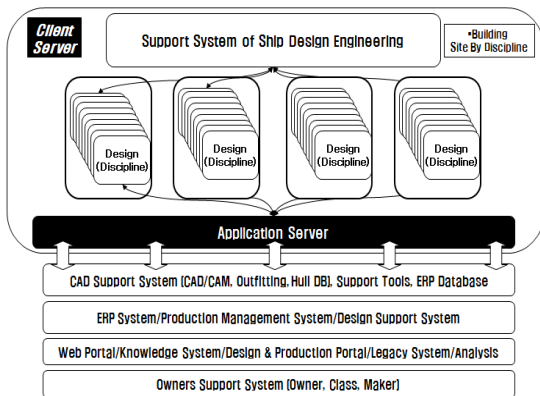 Client
Server
Support System of Ship Design Engineering
•Building
Site By Discipline
Design
(Discipline)
Design
(Discipline)
Design
(Discipline)
Design
(Discipline)
Application Server
CAD Support System (CAD/CAM, Outfitting, Hull DB), Support Tools, ERP Database
ERP System/Production Management System/Design Support System
Web Portal/Knowledge System/Design & Production Portal/Legacy System/Analysis
Owners Support System (Owner, Class, Maker)